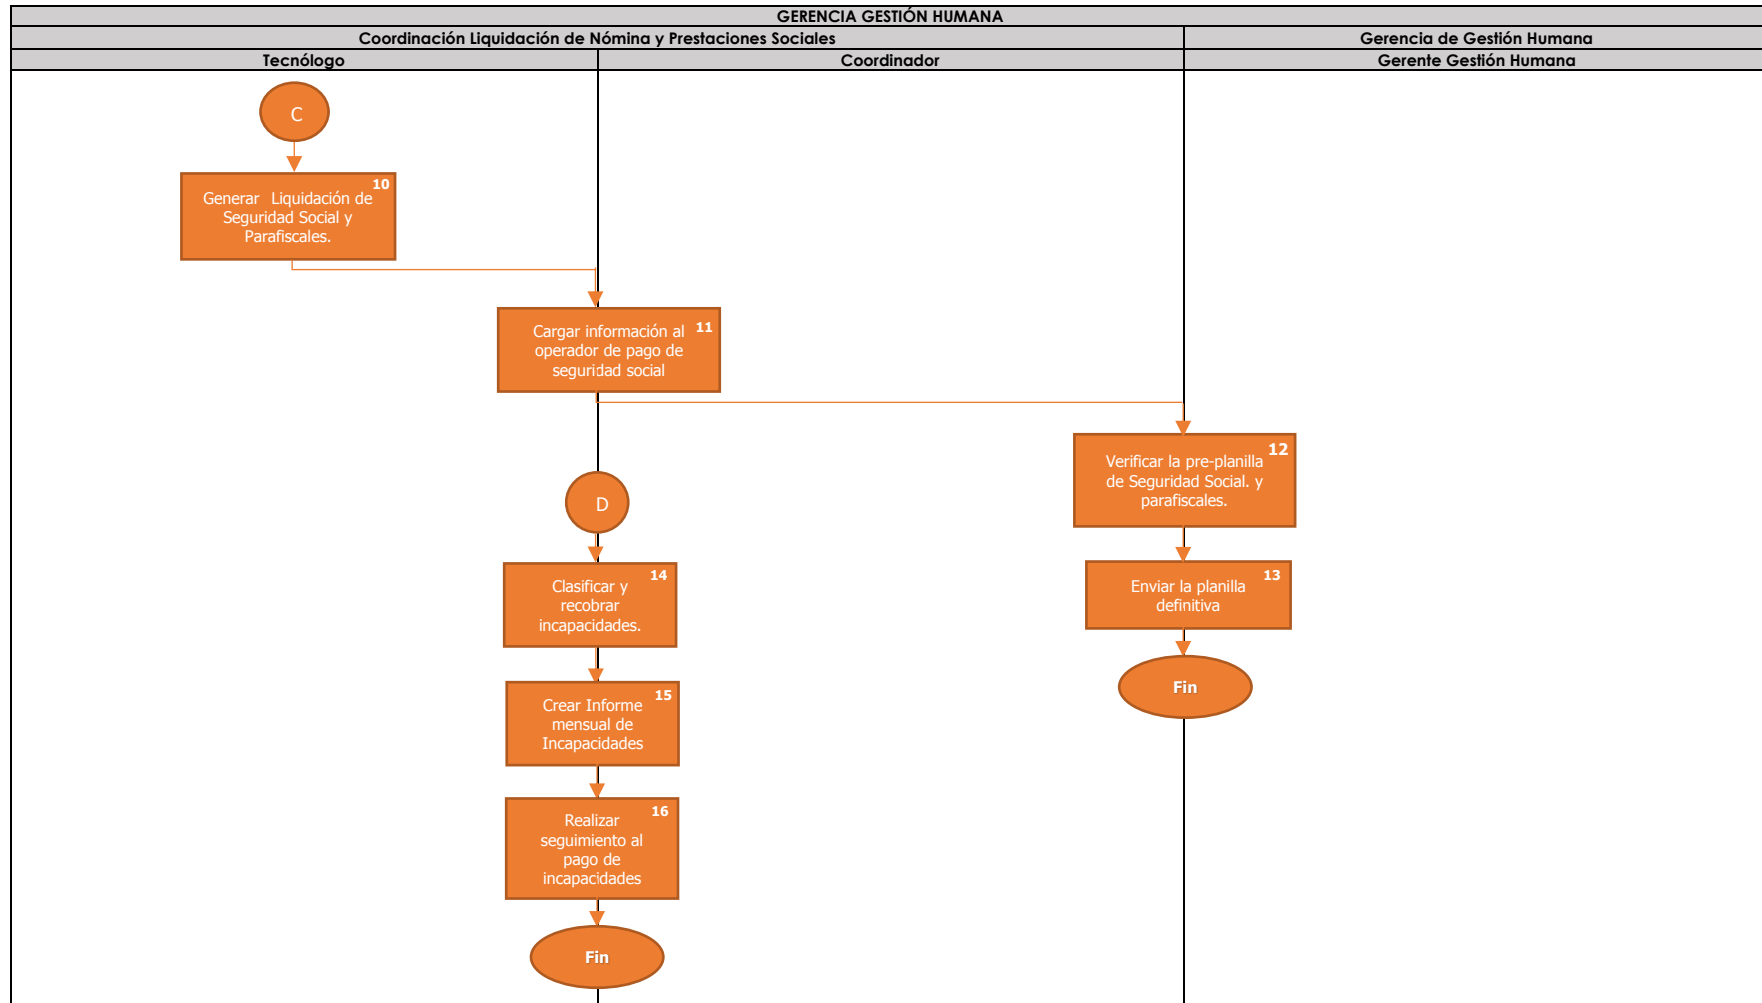 GERENCIA GESTIÓN HUMANA
Coordinación Liquidación de Nómina y Prestaciones Sociales
Gerencia de Gestión Humana
Tecnólogo
Coordinador
Gerente Gestión Humana
C
10
Generar Liquidación de
Seguridad Social y
Parafiscales.
11
Cargar información al
operador de pago de
seguridad social
12
Verificar la pre-planilla
de Seguridad Social. y
parafiscales.
13
Enviar la planilla
definitiva
Fin
D
14
Clasificar y
recobrar
incapacidades.
15
Crear Informe
mensual de
Incapacidades
16
Realizar
seguimiento al
pago de
incapacidades
Fin